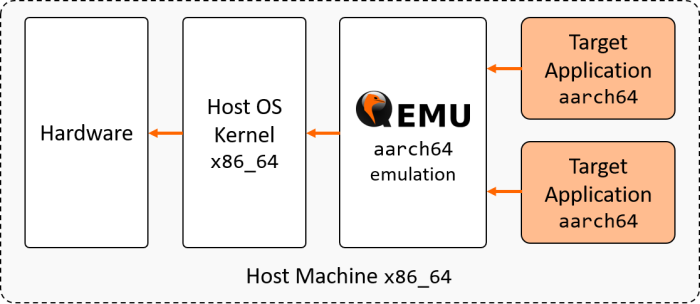 Hardware
Host OS
Kernel
x86_64
QEMU
aarch64
emulation
Target
Application
aarch64
Target
Application
aarch64
Host Machine x86_64